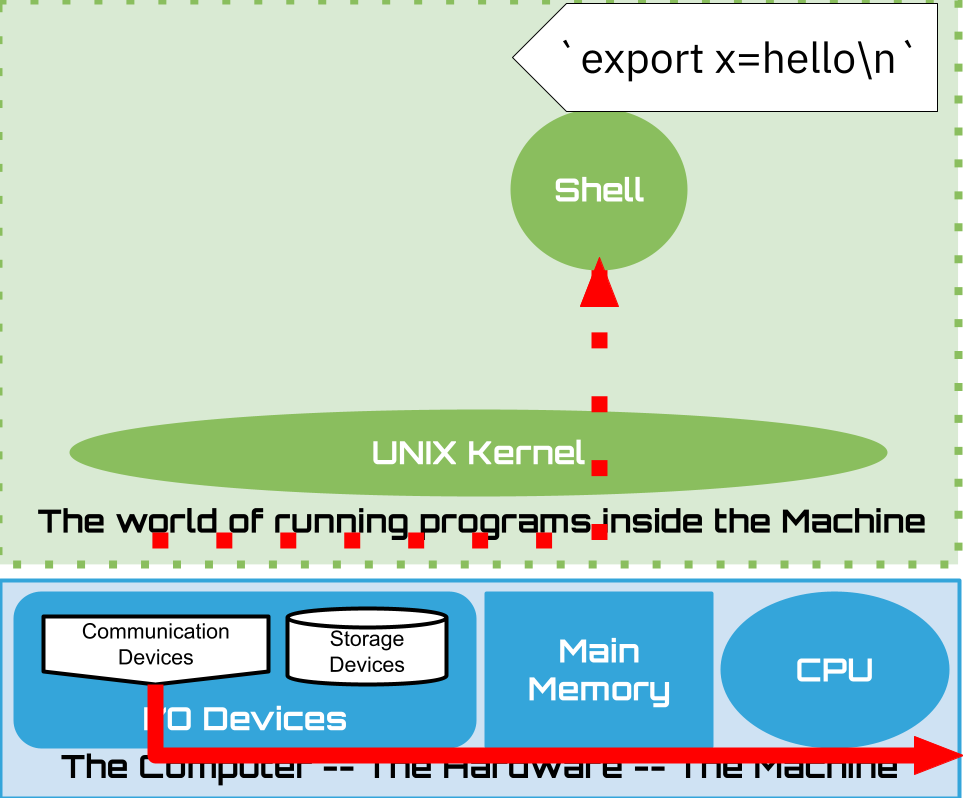 `export x=hello\n`
Shell
UNIX Kernel
The world of running programs inside the Machine
Communication
Devices
Storage
Devices
I/O Devices
Main
Memory
CPU
The Computer -- The Hardware -- The Machine